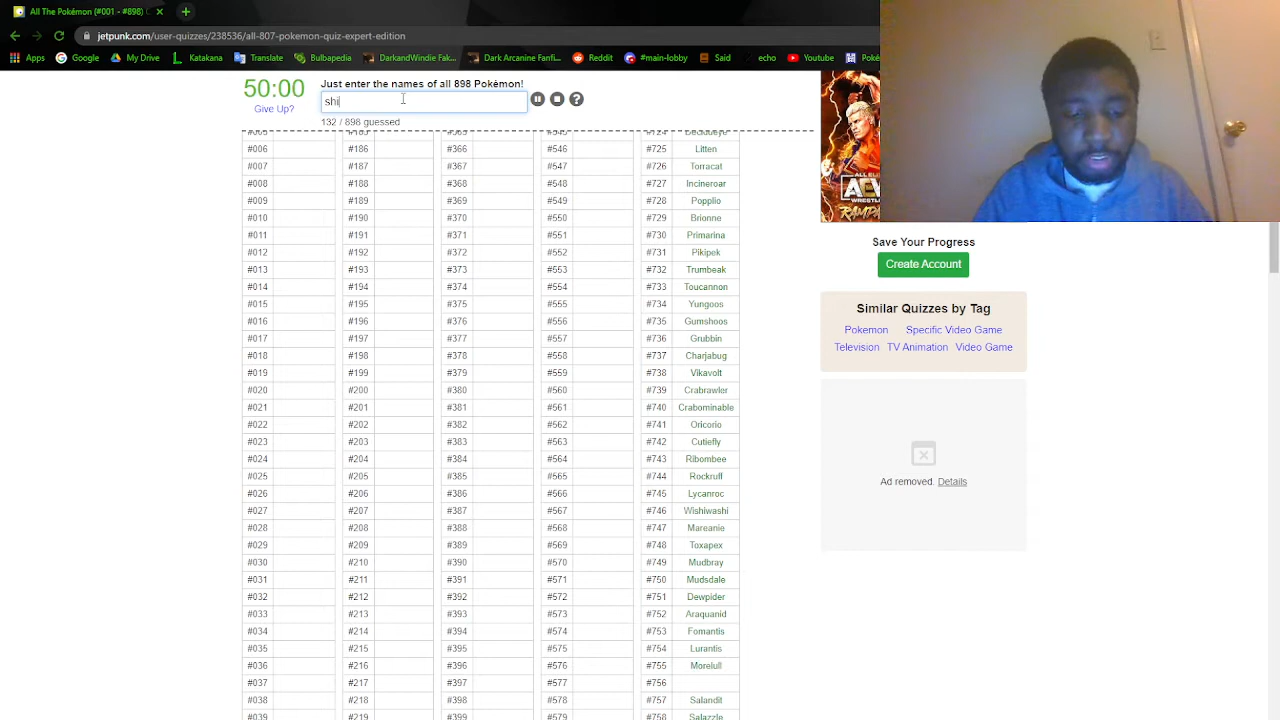 All The Pokémon (#001 - #898)
jetpunk.com/user-quizzes/238536/all-807-pokemon-quiz-expert-edition
Apps Google My Drive Katakana Translate Bulbapedia DarkandWindie Fak... Dark Arcanine Fanfi... Reddit #main-lobby Said echo Youtube
50:00
Give Up?
Just enter the names of all 898 Pokémon!
shi
132 / 898 guessed
#006 #186 #366 #546 #725 Litten
#007 #187 #367 #547 #726 Torracat
#008 #188 #368 #548 #727 Incineroar
#009 #189 #369 #549 #728 Popplio
#010 #190 #370 #550 #729 Brionne
#011 #191 #371 #551 #730 Primarina
#012 #192 #372 #552 #731 Pikipek
#013 #193 #373 #553 #732 Trumbeak
#014 #194 #374 #554 #733 Toucannon
#015 #195 #375 #555 #734 Yungoos
#016 #196 #376 #556 #735 Gumshoos
#017 #197 #377 #557 #736 Grubbin
#018 #198 #378 #558 #737 Charjabug
#019 #199 #379 #559 #738 Vikavolt
#020 #200 #380 #560 #739 Crabrawler
#021 #201 #381 #561 #740 Crabominable
#022 #202 #382 #562 #741 Oricorio
#023 #203 #383 #563 #742 Cutiefly
#024 #204 #384 #564 #743 Ribombee
#025 #205 #385 #565 #744 Rockruff
#026 #206 #386 #566 #745 Lycanroc
#027 #207 #387 #567 #746 Wishiwashi
#028 #208 #388 #568 #747 Mareanie
#029 #209 #389 #569 #748 Toxapex
#030 #210 #390 #570 #749 Mudbray
#031 #211 #391 #571 #750 Mudsdale
#032 #212 #392 #572 #751 Dewpider
#033 #213 #393 #573 #752 Araquanid
#034 #214 #394 #574 #753 Fomantis
#035 #215 #395 #575 #754 Lurantis
#036 #216 #396 #576 #755 Morelull
#037 #217 #397 #577 #756
#038 #218 #398 #578 #757 Salandit
#039 #219 #399 #579 #758 Salazzle
AEW
RAMPA
Save Your Progress
Create Account
Similar Quizzes by Tag
Pokemon Specific Video Game
Television TV Animation Video Game
Ad removed. Details